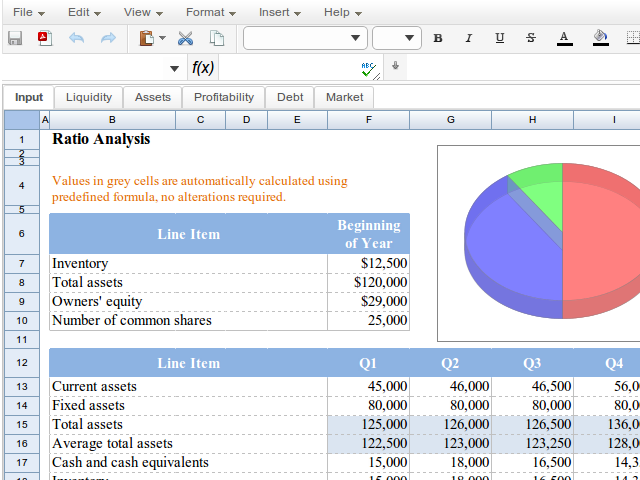 File Edit View Format Insert Help
B I U S A
f(x) ABC
Input Liquidity Assets Profitability Debt Market
A B C D E F G H I
1 Ratio Analysis
2
3
4 Values in grey cells are automatically calculated using
predefined formula, no alterations required.
5
6 Line Item Beginning
of Year
7 Inventory $12,500
8 Total assets $120,000
9 Owners' equity $29,000
10 Number of common shares 25,000
11
12 Line Item Q1 Q2 Q3 Q4
13 Current assets 45,000 46,000 46,500 56,0
14 Fixed assets 80,000 80,000 80,000 80,0
15 Total assets 125,000 126,000 126,500 136,0
16 Average total assets 122,500 123,000 123,250 128,0
17 Cash and cash equivalents 15,000 18,000 16,500 14,3